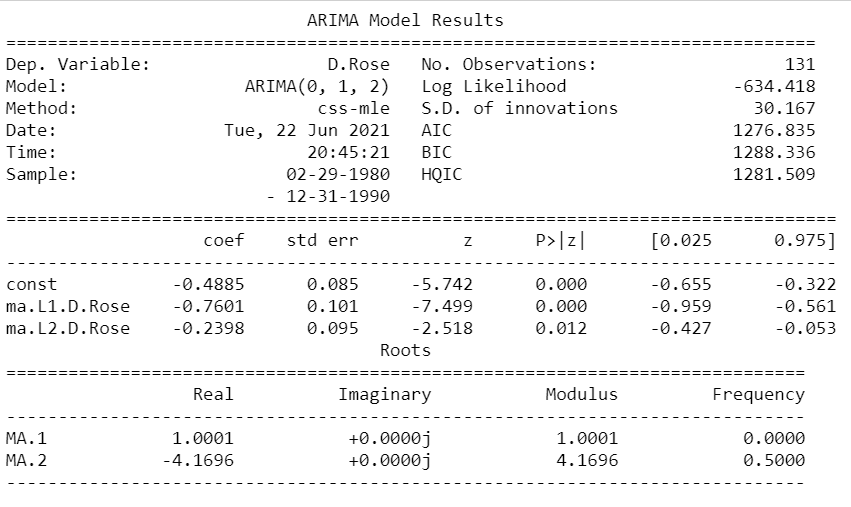 ARIMA Model Results
==============================================================================
Dep. Variable: D.Rose No. Observations: 131
Model: ARIMA(0, 1, 2) Log Likelihood -634.418
Method: css-mle S.D. of innovations 30.167
Date: Tue, 22 Jun 2021 AIC 1276.835
Time: 20:45:21 BIC 1288.336
Sample: 02-29-1980 HQIC 1281.509
- 12-31-1990
================================================================================
coef std err z P>|z| [0.025 0.975]
--------------------------------------------------------------------------------
const -0.4885 0.085 -5.742 0.000 -0.655 -0.322
ma.L1.D.Rose -0.7601 0.101 -7.499 0.000 -0.959 -0.561
ma.L2.D.Rose -0.2398 0.095 -2.518 0.012 -0.427 -0.053
Roots
=============================================================================
Real Imaginary Modulus Frequency
-----------------------------------------------------------------------------
MA.1 1.0001 +0.0000j 1.0001 0.0000
MA.2 -4.1696 +0.0000j 4.1696 0.5000
-----------------------------------------------------------------------------